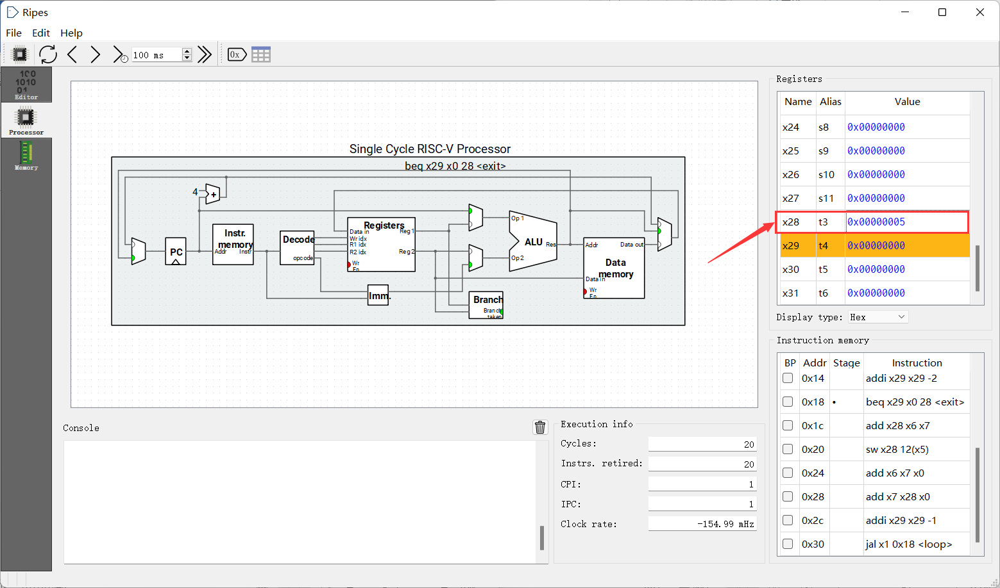 Ripes
File Edit Help
100 ms
0x
Editor
Processor
Memory
Single Cycle RISC-V Processor
beq x29 x0 28 <exit>
4
+
PC
Instr.
memory
Addr
Instr
Decode
opcode
Registers
Data in
Wr idx
R1 idx
R2 idx
Wr
En
Reg 1
Reg 2
Imm.
Branch
Branch
taken
Op 1
Op 2
ALU
Res
Addr
Data out
Data
memory
Data in
Wr
En
Console
Execution info
Cycles: 20
Instrs. retired: 20
CPI: 1
IPC: 1
Clock rate: -154.99 mHz
Registers
Name Alias Value
x24 s8 0x00000000
x25 s9 0x00000000
x26 s10 0x00000000
x27 s11 0x00000000
x28 t3 0x00000005
x29 t4 0x00000000
x30 t5 0x00000000
x31 t6 0x00000000
Display type: Hex
Instruction memory
BP Addr Stage Instruction
0x14 addi x29 x29 -2
0x18 • beq x29 x0 28 <exit>
0x1c add x28 x6 x7
0x20 sw x28 12(x5)
0x24 add x6 x7 x0
0x28 add x7 x28 x0
0x2c addi x29 x29 -1
0x30 jal x1 0x18 <loop>